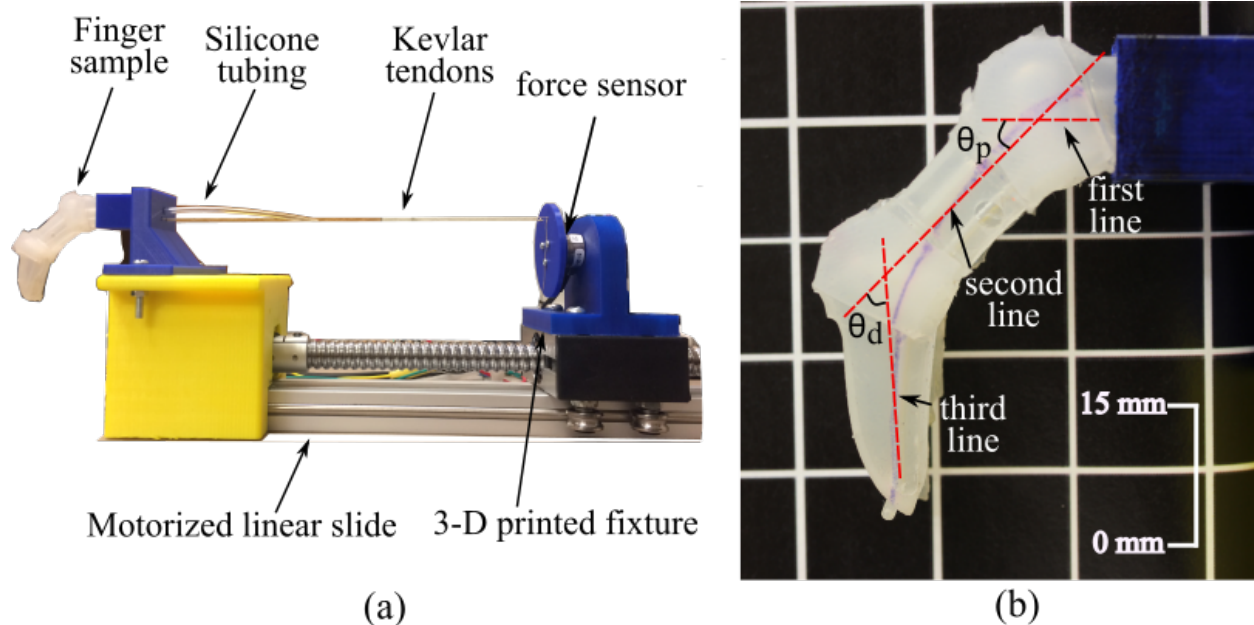 Finger
sample
Silicone
tubing
Kevlar
tendons
force sensor
Motorized linear slide
3-D printed fixture
(a)
θp
first
line
second
line
θd
third
line
15 mm
0 mm
(b)